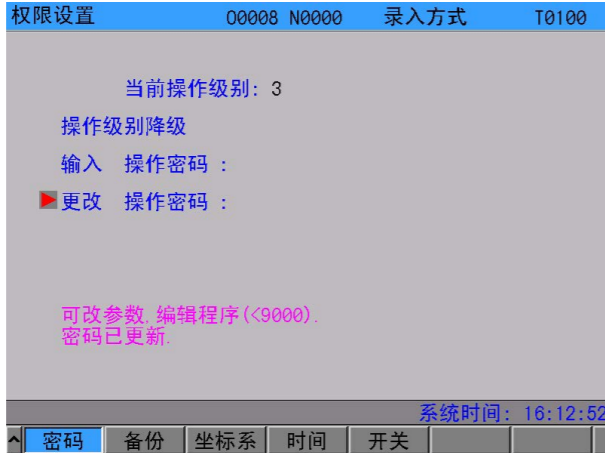 权限设置 O0008 N0000 录入方式 T0100
当前操作级别: 3
操作级别降级
输入 操作密码 :
更改 操作密码 :
可改参数,编辑程序(<9000).
密码已更新.
系统时间: 16:12:52
^ 密码 备份 坐标系 时间 开关